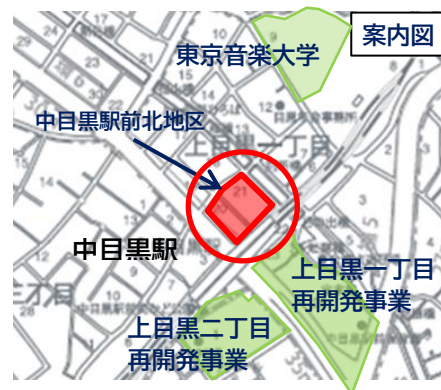 案内図
東京音楽大学
中目黒駅前北地区
上目黒一丁目
21
20
中目黒駅
上目黒一丁目
再開発事業
上目黒二丁目
再開発事業